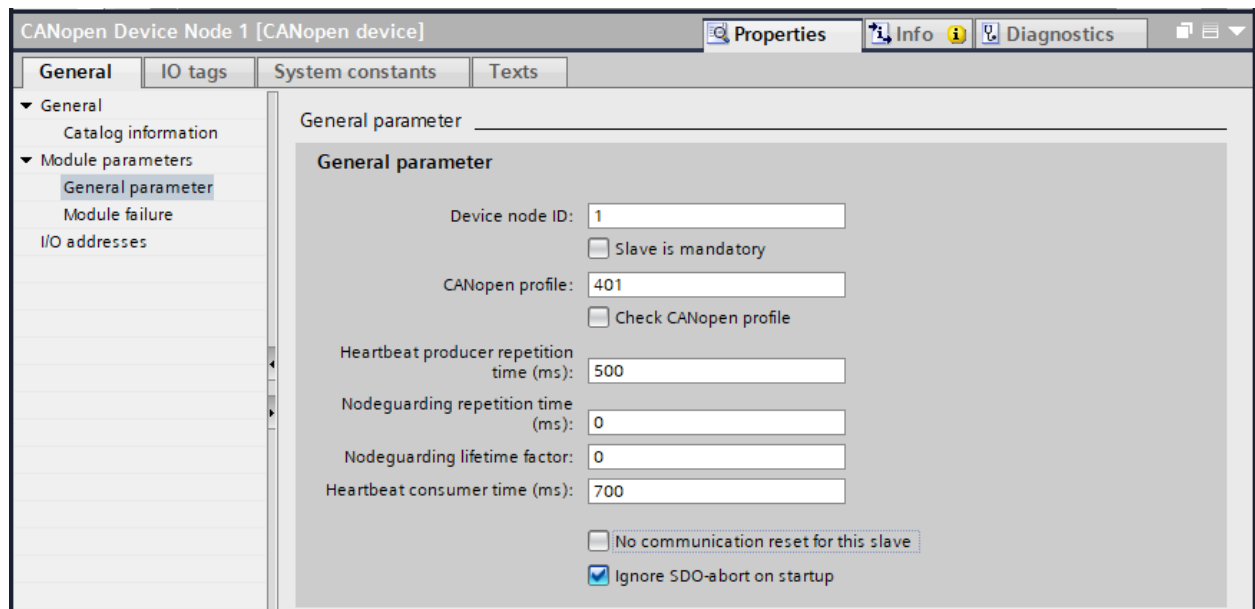 CANopen Device Node 1 [CANopen device]
Properties
Info
Diagnostics
General
IO tags
System constants
Texts
General
Catalog information
Module parameters
General parameter
Module failure
I/O addresses
General parameter
General parameter
Device node ID: 1
Slave is mandatory
CANopen profile: 401
Check CANopen profile
Heartbeat producer repetition
time (ms): 500
Nodeguarding repetition time
(ms): 0
Nodeguarding lifetime factor: 0
Heartbeat consumer time (ms): 700
No communication reset for this slave
Ignore SDO-abort on startup